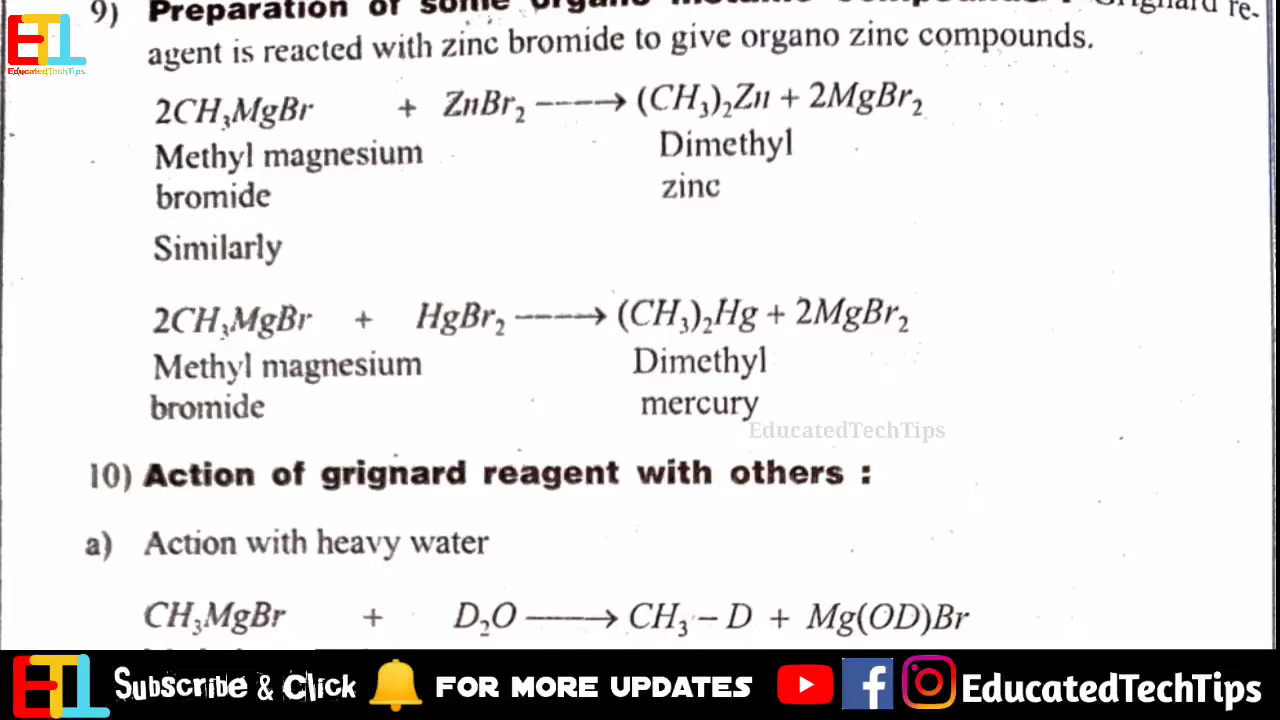 9) Preparation of some organo metallic compounds : Grignard re-
agent is reacted with zinc bromide to give organo zinc compounds.
2CH₃MgBr + ZnBr₂ ----→ (CH₃)₂Zn + 2MgBr₂
Methyl magnesium Dimethyl
bromide zinc
Similarly
2CH₃MgBr + HgBr₂ ----→ (CH₃)₂Hg + 2MgBr₂
Methyl magnesium Dimethyl
bromide mercury
EducatedTechTips
10) Action of grignard reagent with others :
a) Action with heavy water
CH₃MgBr + D₂O ——→ CH₃ – D + Mg(OD)Br
ETL
EducatedTechTips
ETL Subscribe & Click FOR MORE UPDATES EducatedTechTips